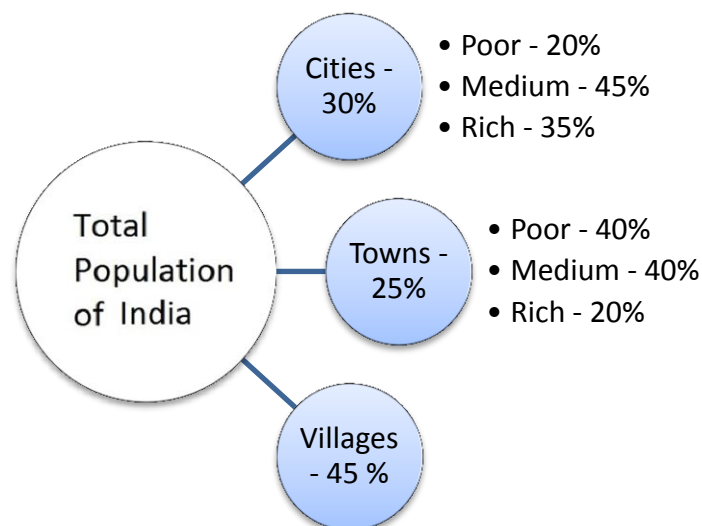 Cities -
30%
• Poor - 20%
• Medium - 45%
• Rich - 35%
Total
Population
of India
Towns -
25%
• Poor - 40%
• Medium - 40%
• Rich - 20%
Villages
- 45 %